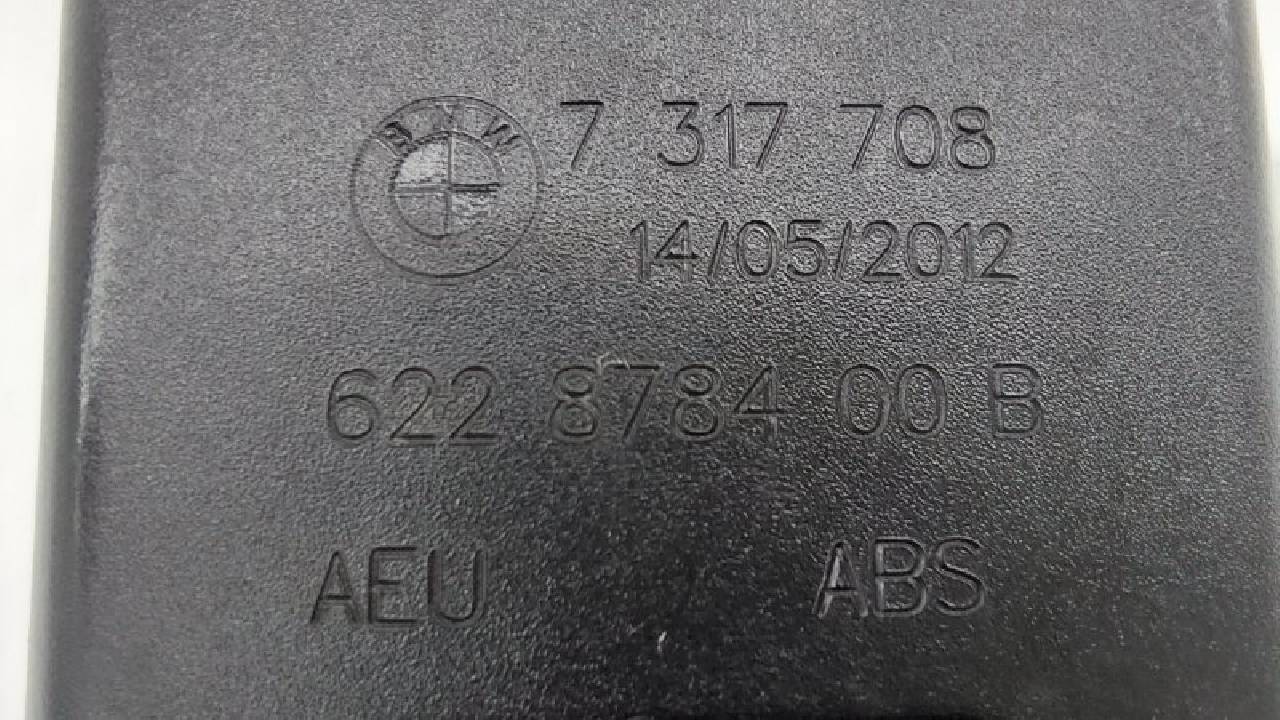 BMW 7 317 708
14/05/2012
622 8784 00 B
AEU ABS